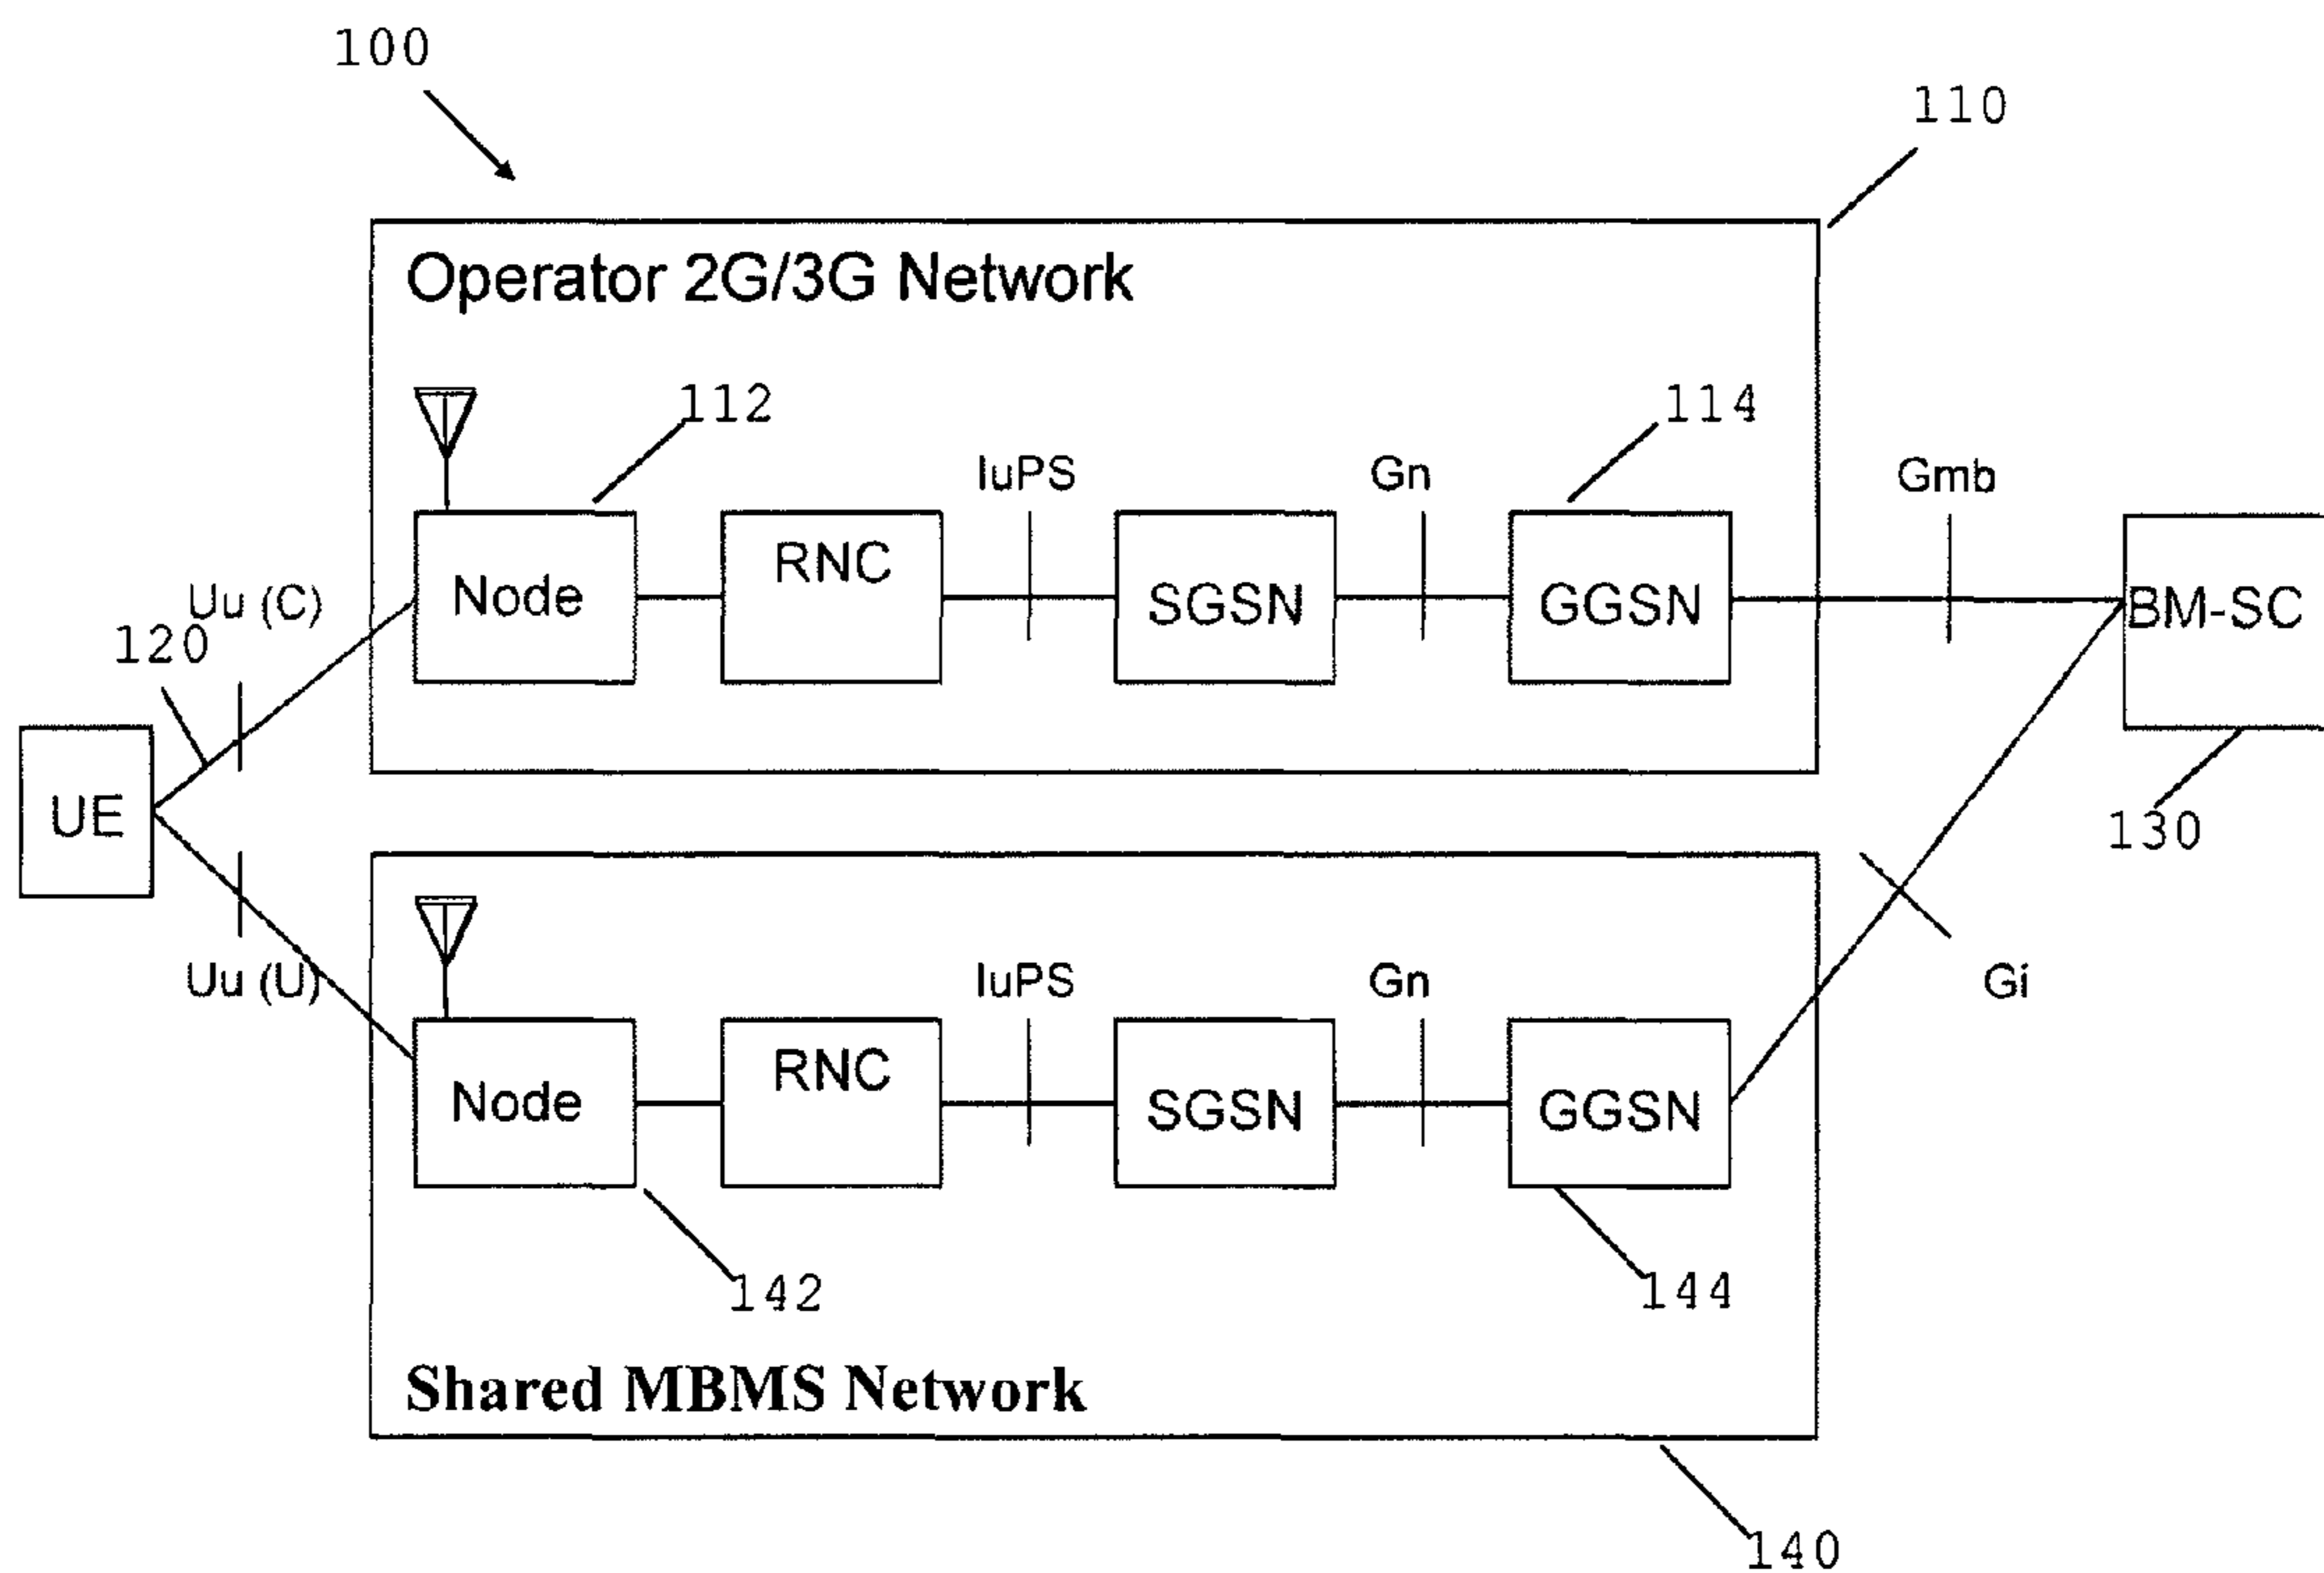 100
110
Operator 2G/3G Network
112
114
IuPS
Gn
Gmb
Node
RNC
SGSN
GGSN
BM-SC
Uu (C)
120
UE
130
Uu (U)
IuPS
Gn
Gi
Node
RNC
SGSN
GGSN
142
144
Shared MBMS Network
140